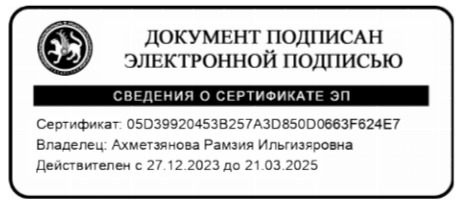 ДОКУМЕНТ ПОДПИСАН
ЭЛЕКТРОННОЙ ПОДПИСЬЮ
СВЕДЕНИЯ О СЕРТИФИКАТЕ ЭП
Сертификат: 05D39920453B257A3D850D0663F624E7
Владелец: Ахметзянова Рамзия Ильгизяровна
Действителен с 27.12.2023 до 21.03.2025